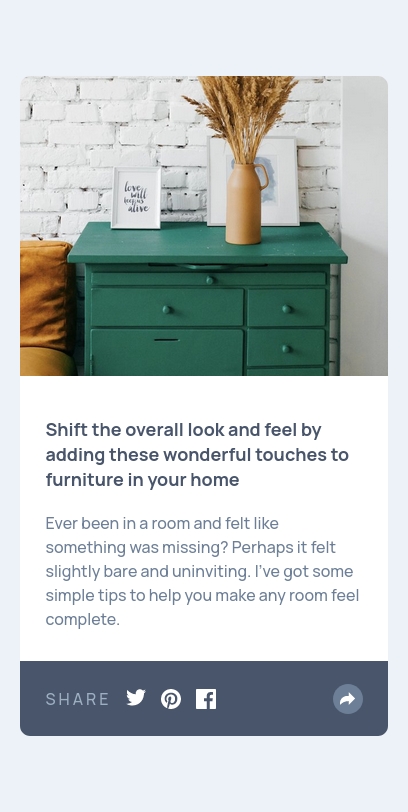 love
will
keep us
alive
Shift the overall look and feel by
adding these wonderful touches to
furniture in your home
Ever been in a room and felt like
something was missing? Perhaps it felt
slightly bare and uninviting. I’ve got some
simple tips to help you make any room feel
complete.
SHARE